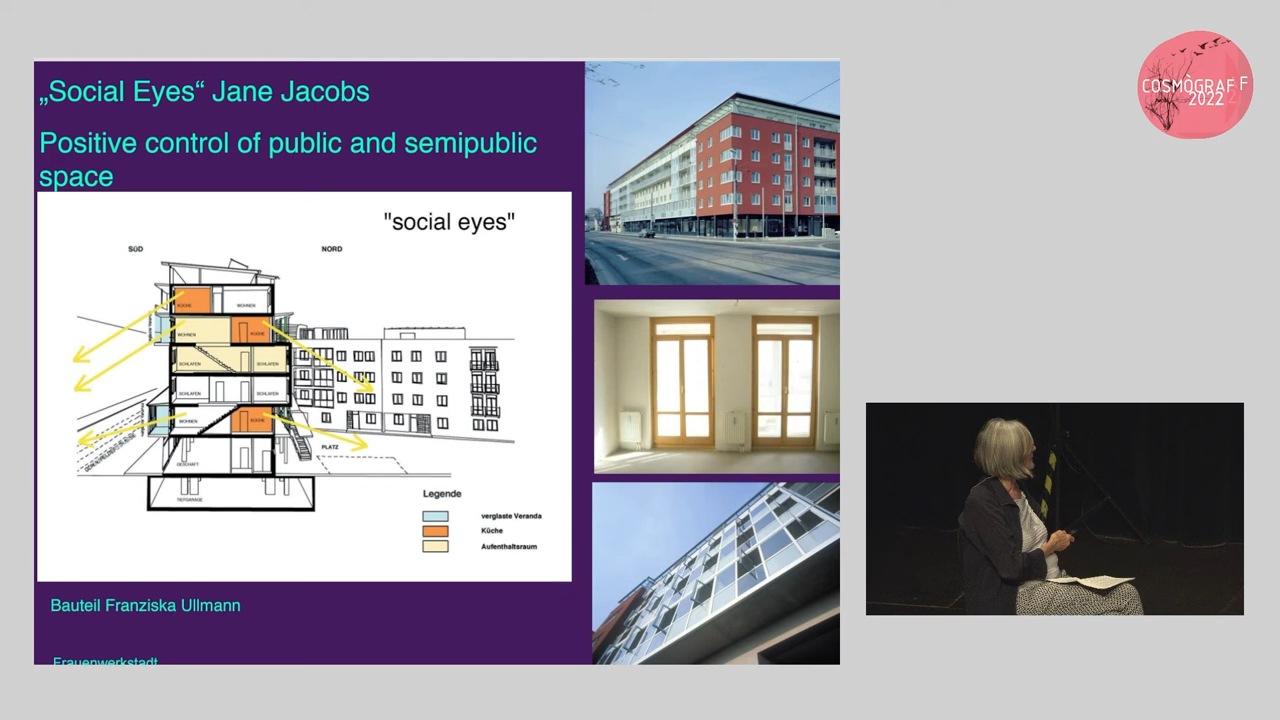 „Social Eyes“ Jane Jacobs
Positive control of public and semipublic
space
"social eyes"
SüD
NORD
KÜCHE
WOHNEN
WOHNEN
KÜCHE
SCHLAFEN
SCHLAFEN
SCHLAFEN
SCHLAFEN
WOHNEN
KÜCHE
GESCHÄFT
PLATZ
TIEFGARAGE
Legende
verglaste Veranda
Küche
Aufenthaltsraum
Bauteil Franziska Ullmann
Frauenwerkstadt
COSMÒGRAF F
2022